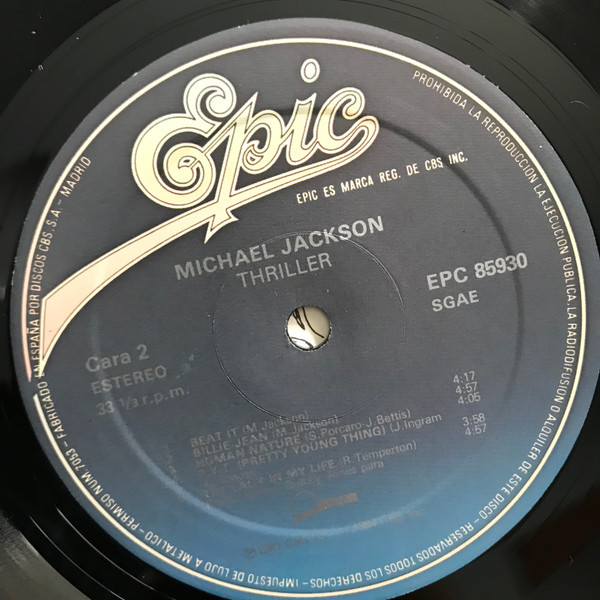 Epic
EPIC ES MARCA REG. DE CBS INC.
MICHAEL JACKSON
THRILLER
EPC 85930
SGAE
Cara 2
ESTEREO
33 1/3 r.p.m.
BEAT IT (M. Jackson) 4:17
BILLIE JEAN (M. Jackson) 4:57
HUMAN NATURE (S. Porcaro-J. Bettis) 4:05
(PRETTY YOUNG THING) (J. Ingram 3:58
IN MY LIFE (R. Temperson) 4:57
para
PROHIBIDA LA REPRODUCCION, LA EJECUCION PUBLICA, LA RADIODIFUSION O ALQUILER DE ESTE DISCO – RESERVADOS TODOS LOS DERECHOS – IMPUESTO DE LUJO A METALICO – PERMISO NUM. 7053 – FABRICADO EN ESPAÑA POR DISCOS CBS, S.A. – MADRID